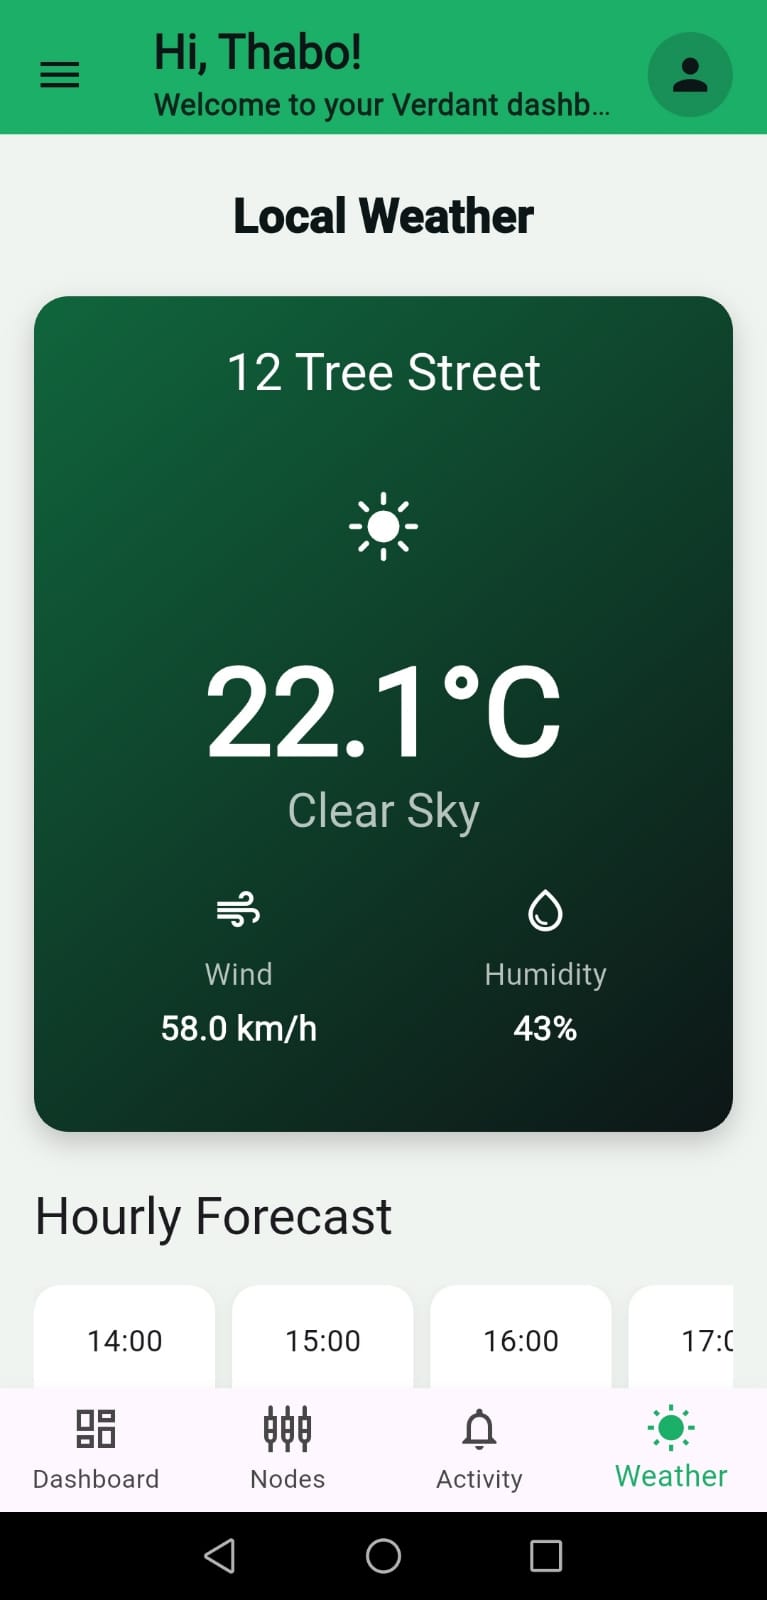 Hi, Thabo!
Welcome to your Verdant dashb...
Local Weather
12 Tree Street
22.1°C
Clear Sky
Wind
Humidity
58.0 km/h
43%
Hourly Forecast
14:00
15:00
16:00
17:0
Dashboard
Nodes
Activity
Weather